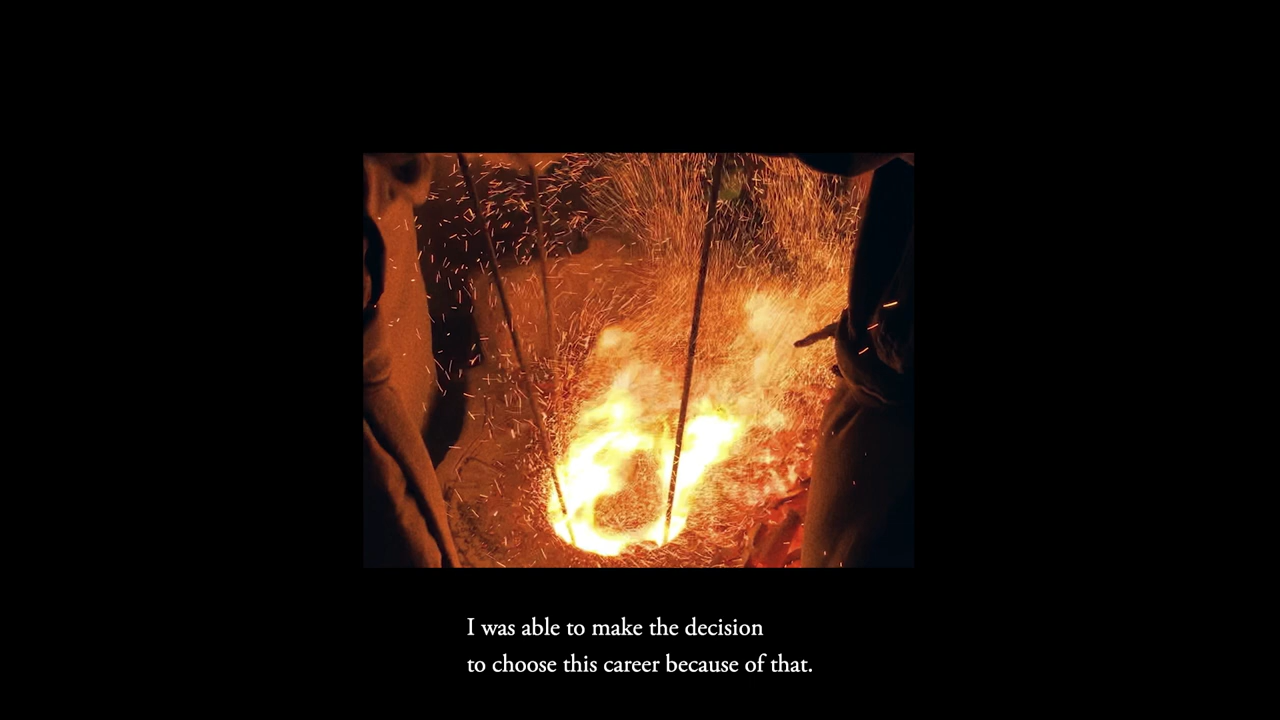 I was able to make the decision
to choose this career because of that.